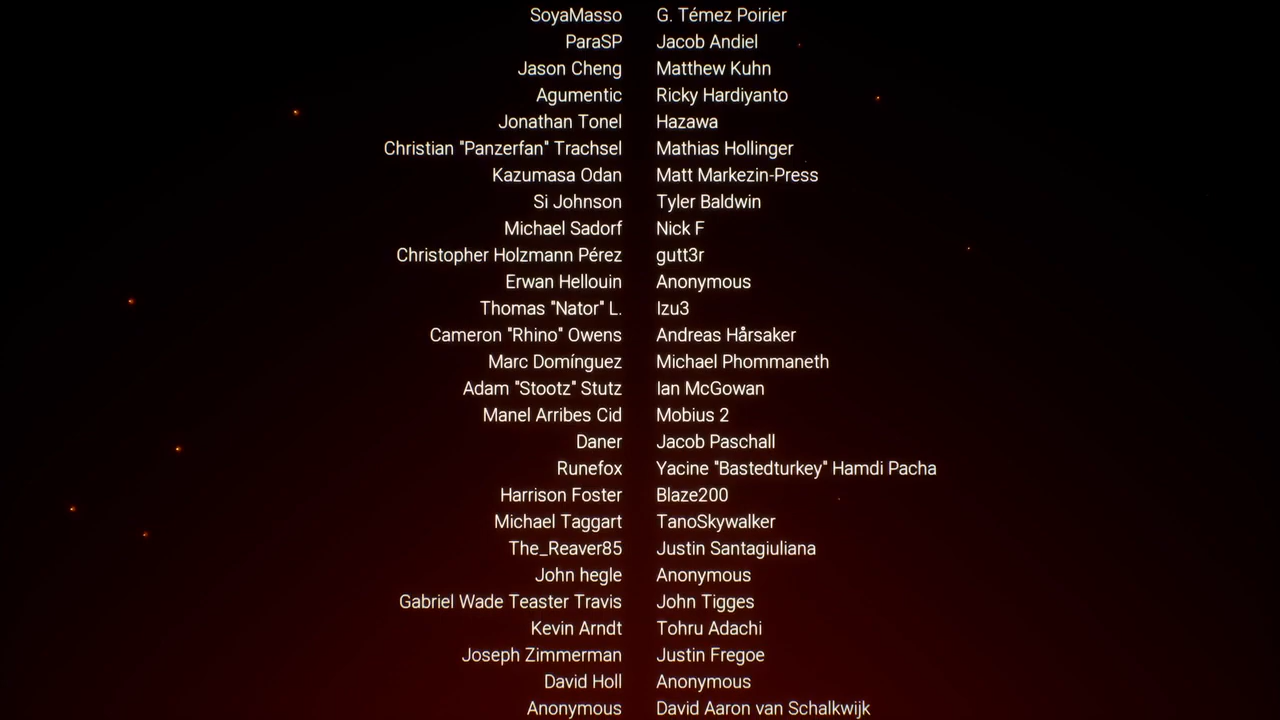 SoyaMasso G. Témez Poirier
ParaSP Jacob Andiel
Jason Cheng Matthew Kuhn
Agumentic Ricky Hardiyanto
Jonathan Tonel Hazawa
Christian "Panzerfan" Trachsel Mathias Hollinger
Kazumasa Odan Matt Markezin-Press
Si Johnson Tyler Baldwin
Michael Sadorf Nick F
Christopher Holzmann Pérez gutt3r
Erwan Hellouin Anonymous
Thomas "Nator" L. Izu3
Cameron "Rhino" Owens Andreas Hårsaker
Marc Domínguez Michael Phommaneth
Adam "Stootz" Stutz Ian McGowan
Manel Arribes Cid Mobius 2
Daner Jacob Paschall
Runefox Yacine "Bastedturkey" Hamdi Pacha
Harrison Foster Blaze200
Michael Taggart TanoSkywalker
The_Reaver85 Justin Santagiuliana
John hegle Anonymous
Gabriel Wade Teaster Travis John Tigges
Kevin Arndt Tohru Adachi
Joseph Zimmerman Justin Fregoe
David Holl Anonymous
Anonymous David Aaron van Schalkwijk